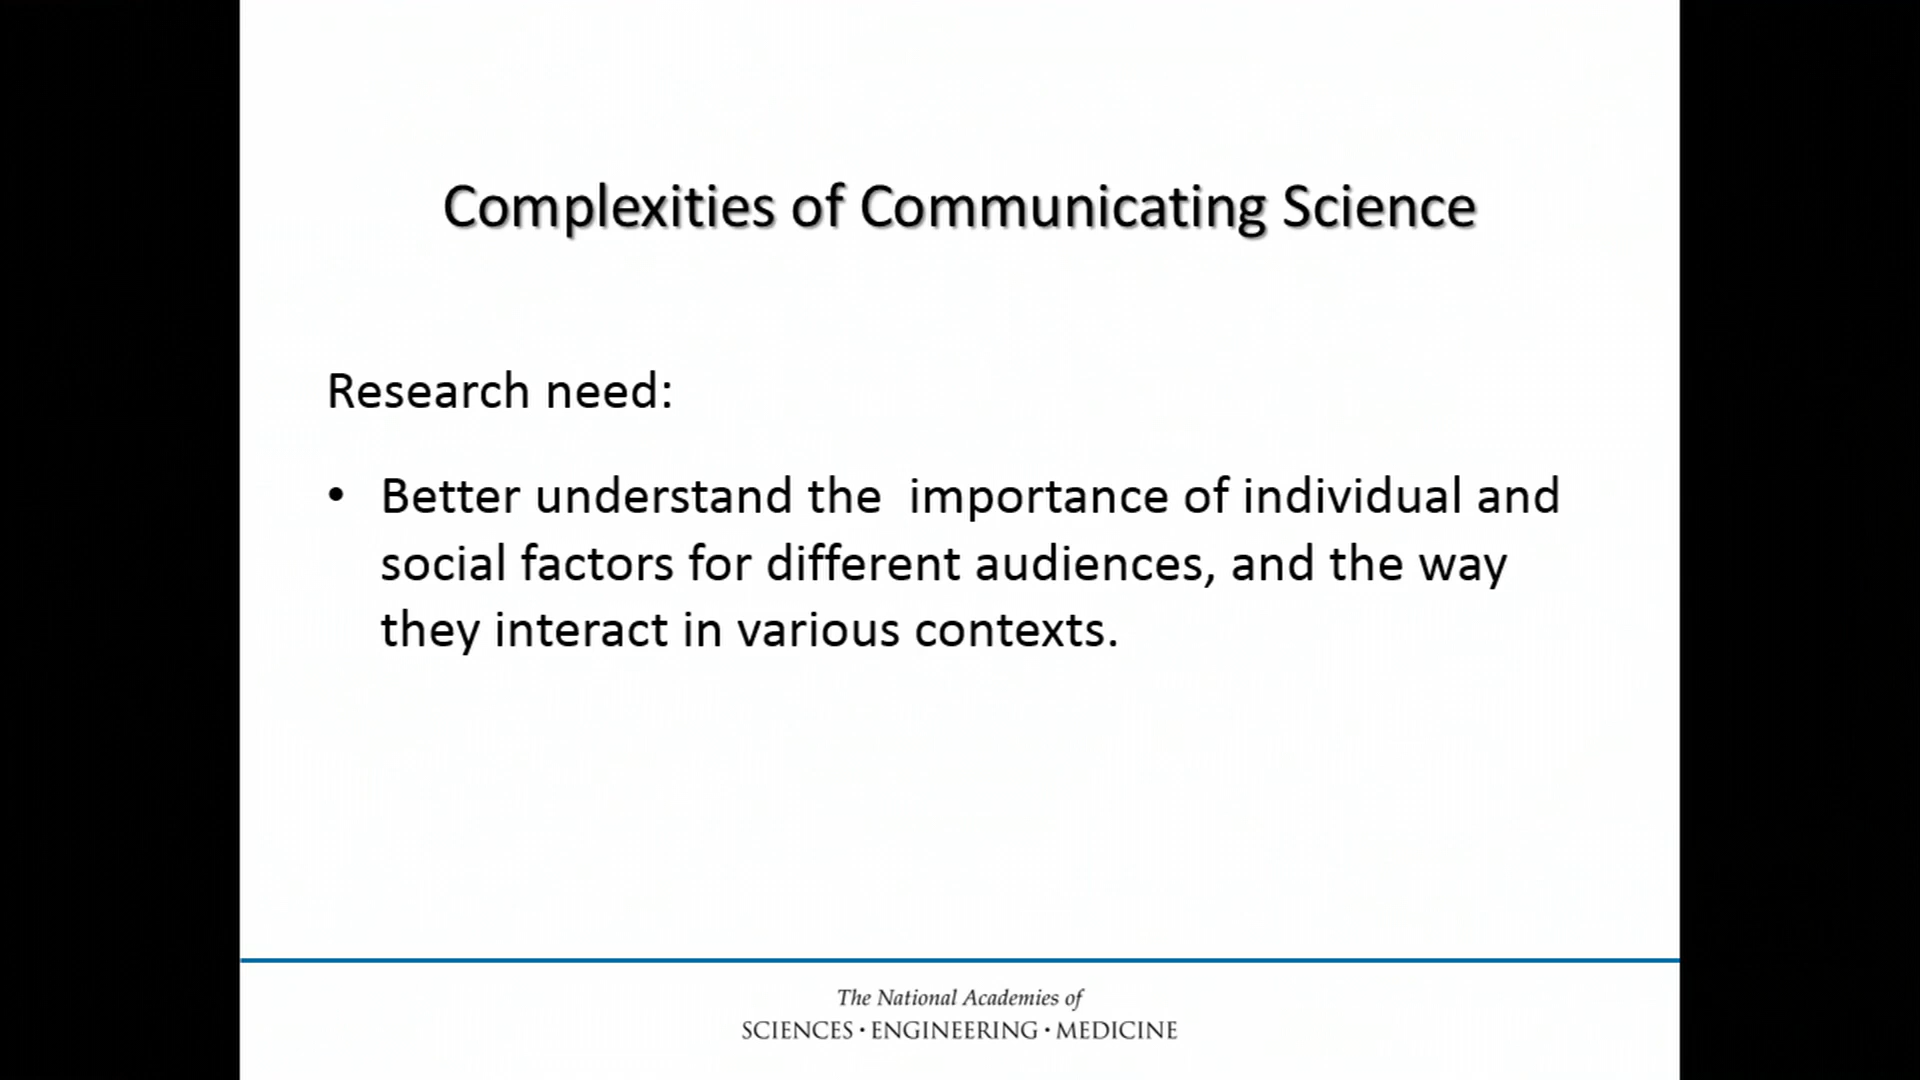 Complexities of Communicating Science
Research need:
• Better understand the  importance of individual and
social factors for different audiences, and the way
they interact in various contexts.
The National Academies of
SCIENCES · ENGINEERING · MEDICINE